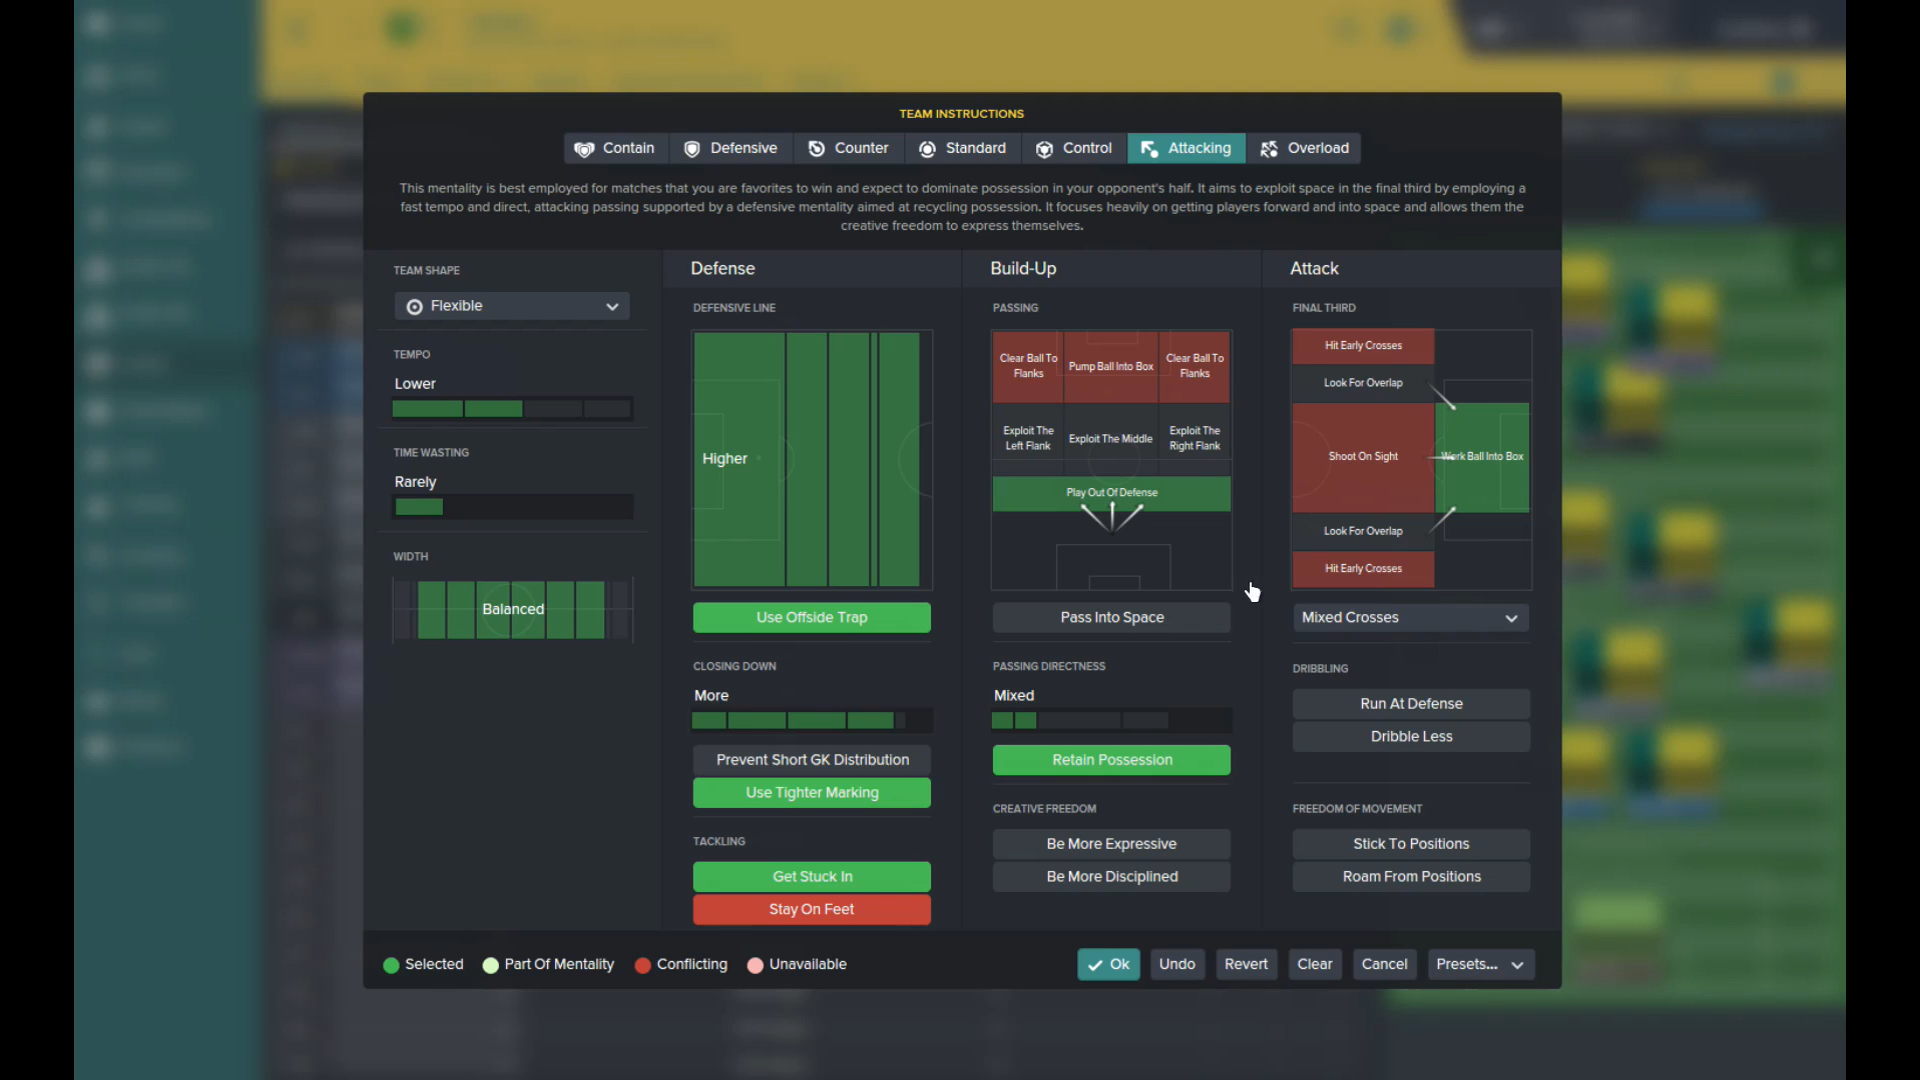 TEAM INSTRUCTIONS
Contain
Defensive
Counter
Standard
Control
Attacking
Overload
This mentality is best employed for matches that you are favorites to win and expect to dominate possession in your opponent's half. It aims to exploit space in the final third by employing a
fast tempo and direct, attacking passing supported by a defensive mentality aimed at recycling possession. It focuses heavily on getting players forward and into space and allows them the
creative freedom to express themselves.
TEAM SHAPE
Flexible
TEMPO
Lower
TIME WASTING
Rarely
WIDTH
Balanced
Defense
DEFENSIVE LINE
Higher
Use Offside Trap
CLOSING DOWN
More
Prevent Short GK Distribution
Use Tighter Marking
TACKLING
Get Stuck In
Stay On Feet
Build-Up
PASSING
Clear Ball To
Flanks
Pump Ball Into Box
Clear Ball To
Flanks
Exploit The
Left Flank
Exploit The Middle
Exploit The
Right Flank
Play Out Of Defense
Pass Into Space
PASSING DIRECTNESS
Mixed
Retain Possession
CREATIVE FREEDOM
Be More Expressive
Be More Disciplined
Attack
FINAL THIRD
Hit Early Crosses
Look For Overlap
Shoot On Sight
Work Ball Into Box
Look For Overlap
Hit Early Crosses
Mixed Crosses
DRIBBLING
Run At Defense
Dribble Less
FREEDOM OF MOVEMENT
Stick To Positions
Roam From Positions
Selected
Part Of Mentality
Conflicting
Unavailable
Ok
Undo
Revert
Clear
Cancel
Presets...